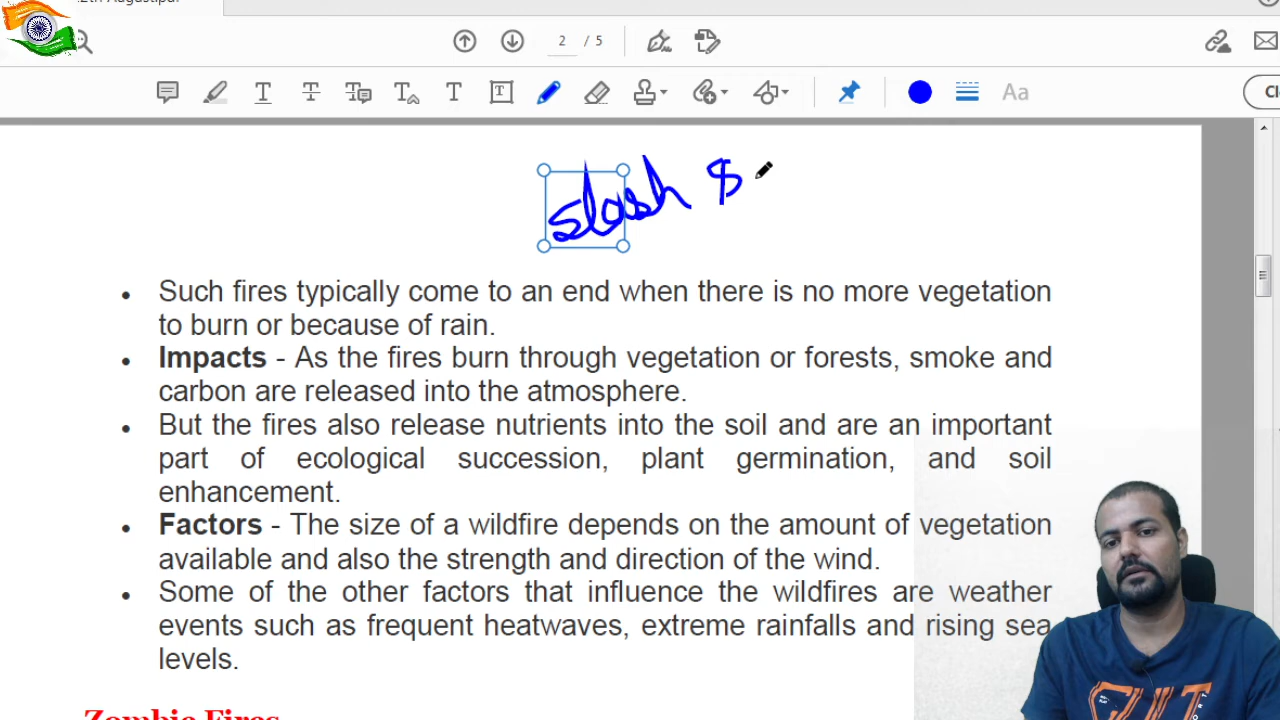 2 / 5
Aa
slash &
• Such fires typically come to an end when there is no more vegetation
to burn or because of rain.
• Impacts - As the fires burn through vegetation or forests, smoke and
carbon are released into the atmosphere.
• But the fires also release nutrients into the soil and are an important
part of ecological succession, plant germination, and soil
enhancement.
• Factors - The size of a wildfire depends on the amount of vegetation
available and also the strength and direction of the wind.
• Some of the other factors that influence the wildfires are weather
events such as frequent heatwaves, extreme rainfalls and rising sea
levels.
Zombie Fires